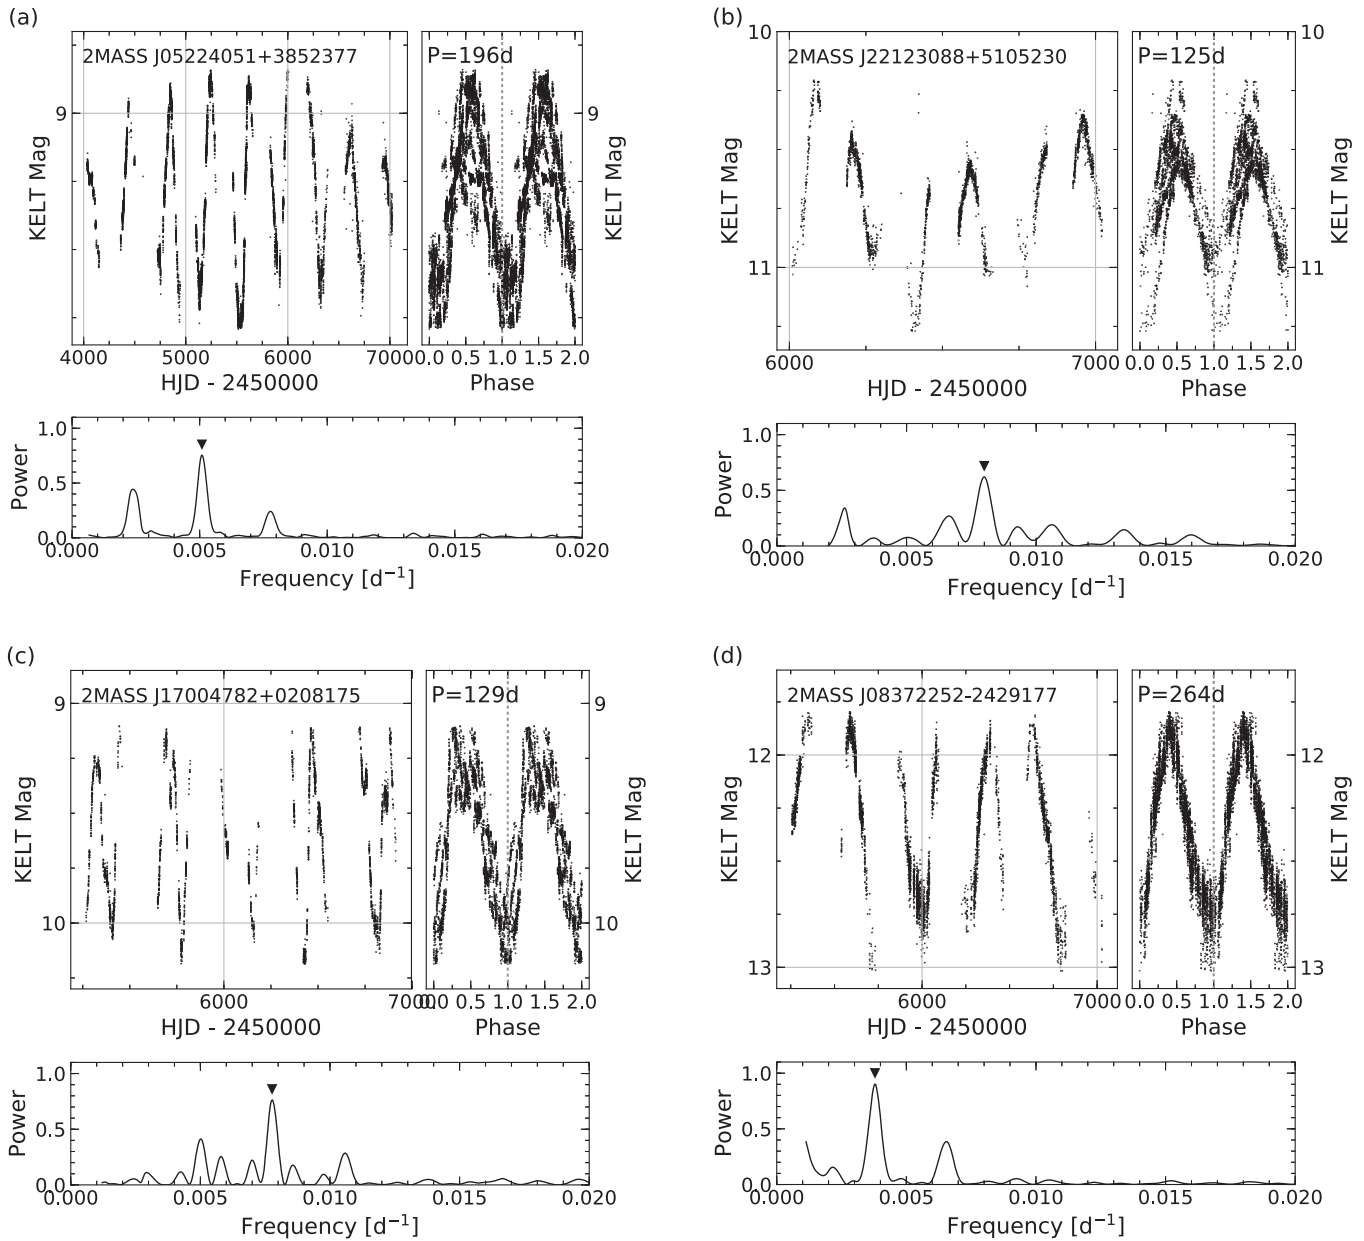 (a)
2MASS J05224051+3852377
P=196d
9
9
KELT Mag
KELT Mag
4000 5000 6000 7000
0.0 0.5 1.0 1.5 2.0
HJD - 2450000
Phase
1.0
0.5
0.0
Power
0.000 0.005 0.010 0.015 0.020
Frequency [d⁻¹]
(b)
10
10
2MASS J22123088+5105230
P=125d
KELT Mag
KELT Mag
11
11
6000 7000
0.0 0.5 1.0 1.5 2.0
HJD - 2450000
Phase
1.0
0.5
0.0
Power
0.000 0.005 0.010 0.015 0.020
Frequency [d⁻¹]
(c)
2MASS J17004782+0208175
P=129d
9
9
KELT Mag
KELT Mag
10
10
6000 7000
0.0 0.5 1.0 1.5 2.0
HJD - 2450000
Phase
1.0
0.5
0.0
Power
0.000 0.005 0.010 0.015 0.020
Frequency [d⁻¹]
(d)
2MASS J08372252-2429177
P=264d
12
12
KELT Mag
KELT Mag
13
13
6000 7000
0.0 0.5 1.0 1.5 2.0
HJD - 2450000
Phase
1.0
0.5
0.0
Power
0.000 0.005 0.010 0.015 0.020
Frequency [d⁻¹]